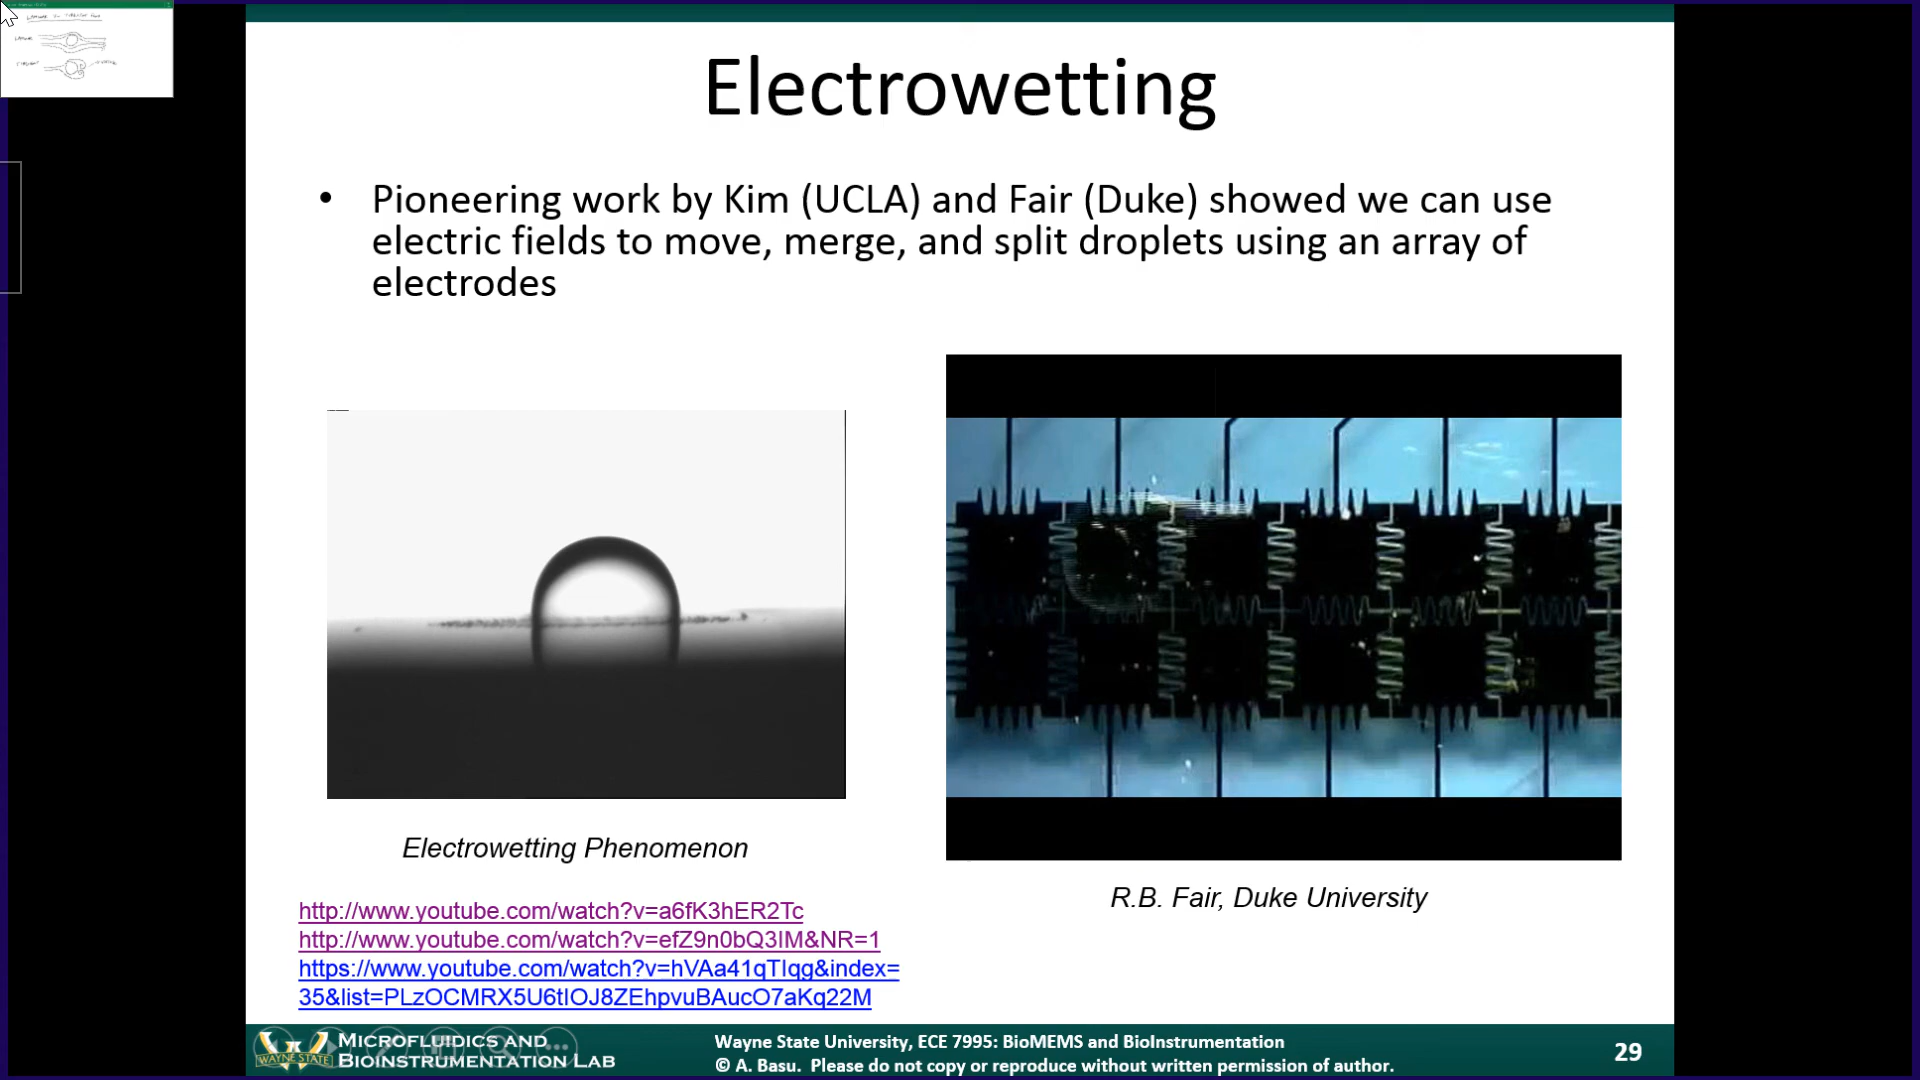 Electrowetting
• Pioneering work by Kim (UCLA) and Fair (Duke) showed we can use
electric fields to move, merge, and split droplets using an array of
electrodes
Electrowetting Phenomenon
R.B. Fair, Duke University
http://www.youtube.com/watch?v=a6fK3hER2Tc
http://www.youtube.com/watch?v=efZ9n0bQ3IM&NR=1
https://www.youtube.com/watch?v=hVAa41qTIqg&index=
35&list=PLzOCMRX5U6tIOJ8ZEhpvuBAucO7aKq22M
WAYNE STATE
MICROFLUIDICS AND
BIOINSTRUMENTATION LAB
Wayne State University, ECE 7995: BioMEMS and BioInstrumentation
© A. Basu. Please do not copy or reproduce without written permission of author.
29